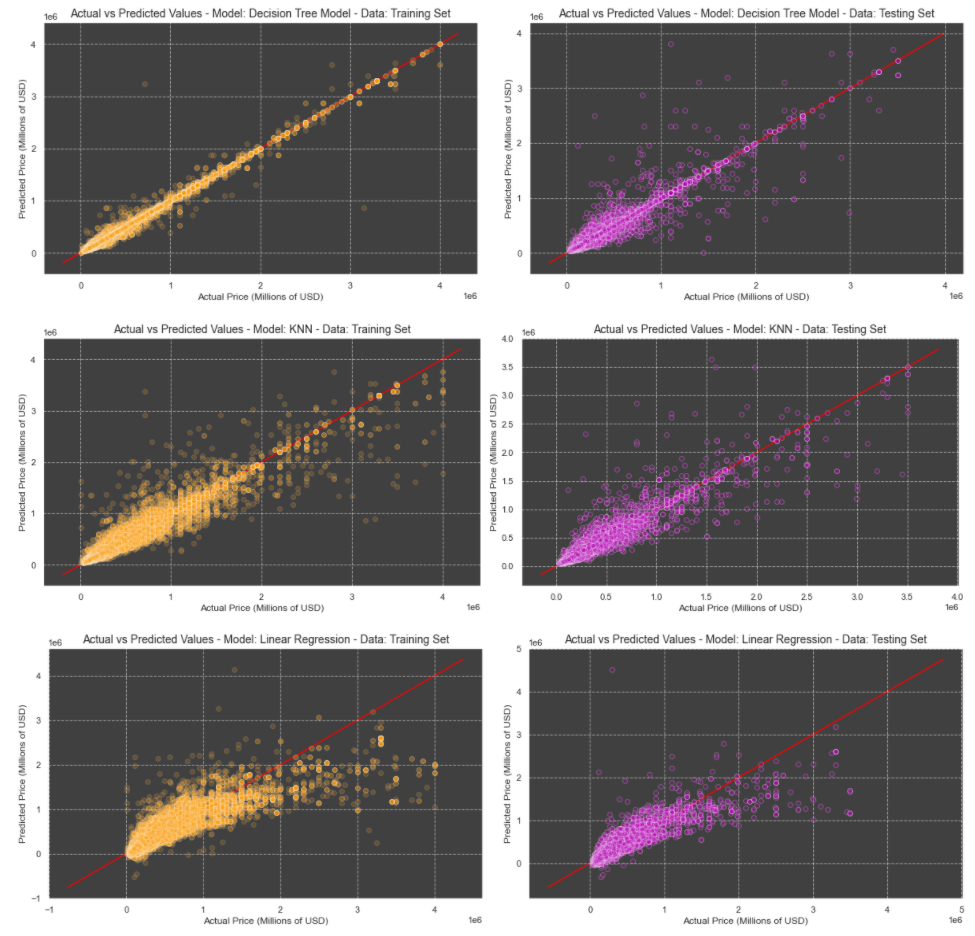 Actual vs Predicted Values - Model: Decision Tree Model - Data: Training Set
1e6
4
3
2
1
0
Predicted Price (Millions of USD)
0
1
2
3
4
Actual Price (Millions of USD)
1e6
Actual vs Predicted Values - Model: Decision Tree Model - Data: Testing Set
1e6
4
3
2
1
0
Predicted Price (Millions of USD)
0
1
2
3
4
Actual Price (Millions of USD)
1e6
Actual vs Predicted Values - Model: KNN - Data: Training Set
1e6
4
3
2
1
0
Predicted Price (Millions of USD)
0
1
2
3
4
Actual Price (Millions of USD)
1e6
Actual vs Predicted Values - Model: KNN - Data: Testing Set
1e6
4.0
3.5
3.0
2.5
2.0
1.5
1.0
0.5
0.0
Predicted Price (Millions of USD)
0.0
0.5
1.0
1.5
2.0
2.5
3.0
3.5
4.0
Actual Price (Millions of USD)
1e6
Actual vs Predicted Values - Model: Linear Regression - Data: Training Set
1e6
4
3
2
1
0
−1
Predicted Price (Millions of USD)
−1
0
1
2
3
4
Actual Price (Millions of USD)
1e6
Actual vs Predicted Values - Model: Linear Regression - Data: Testing Set
1e6
5
4
3
2
1
0
Predicted Price (Millions of USD)
0
1
2
3
4
5
Actual Price (Millions of USD)
1e6